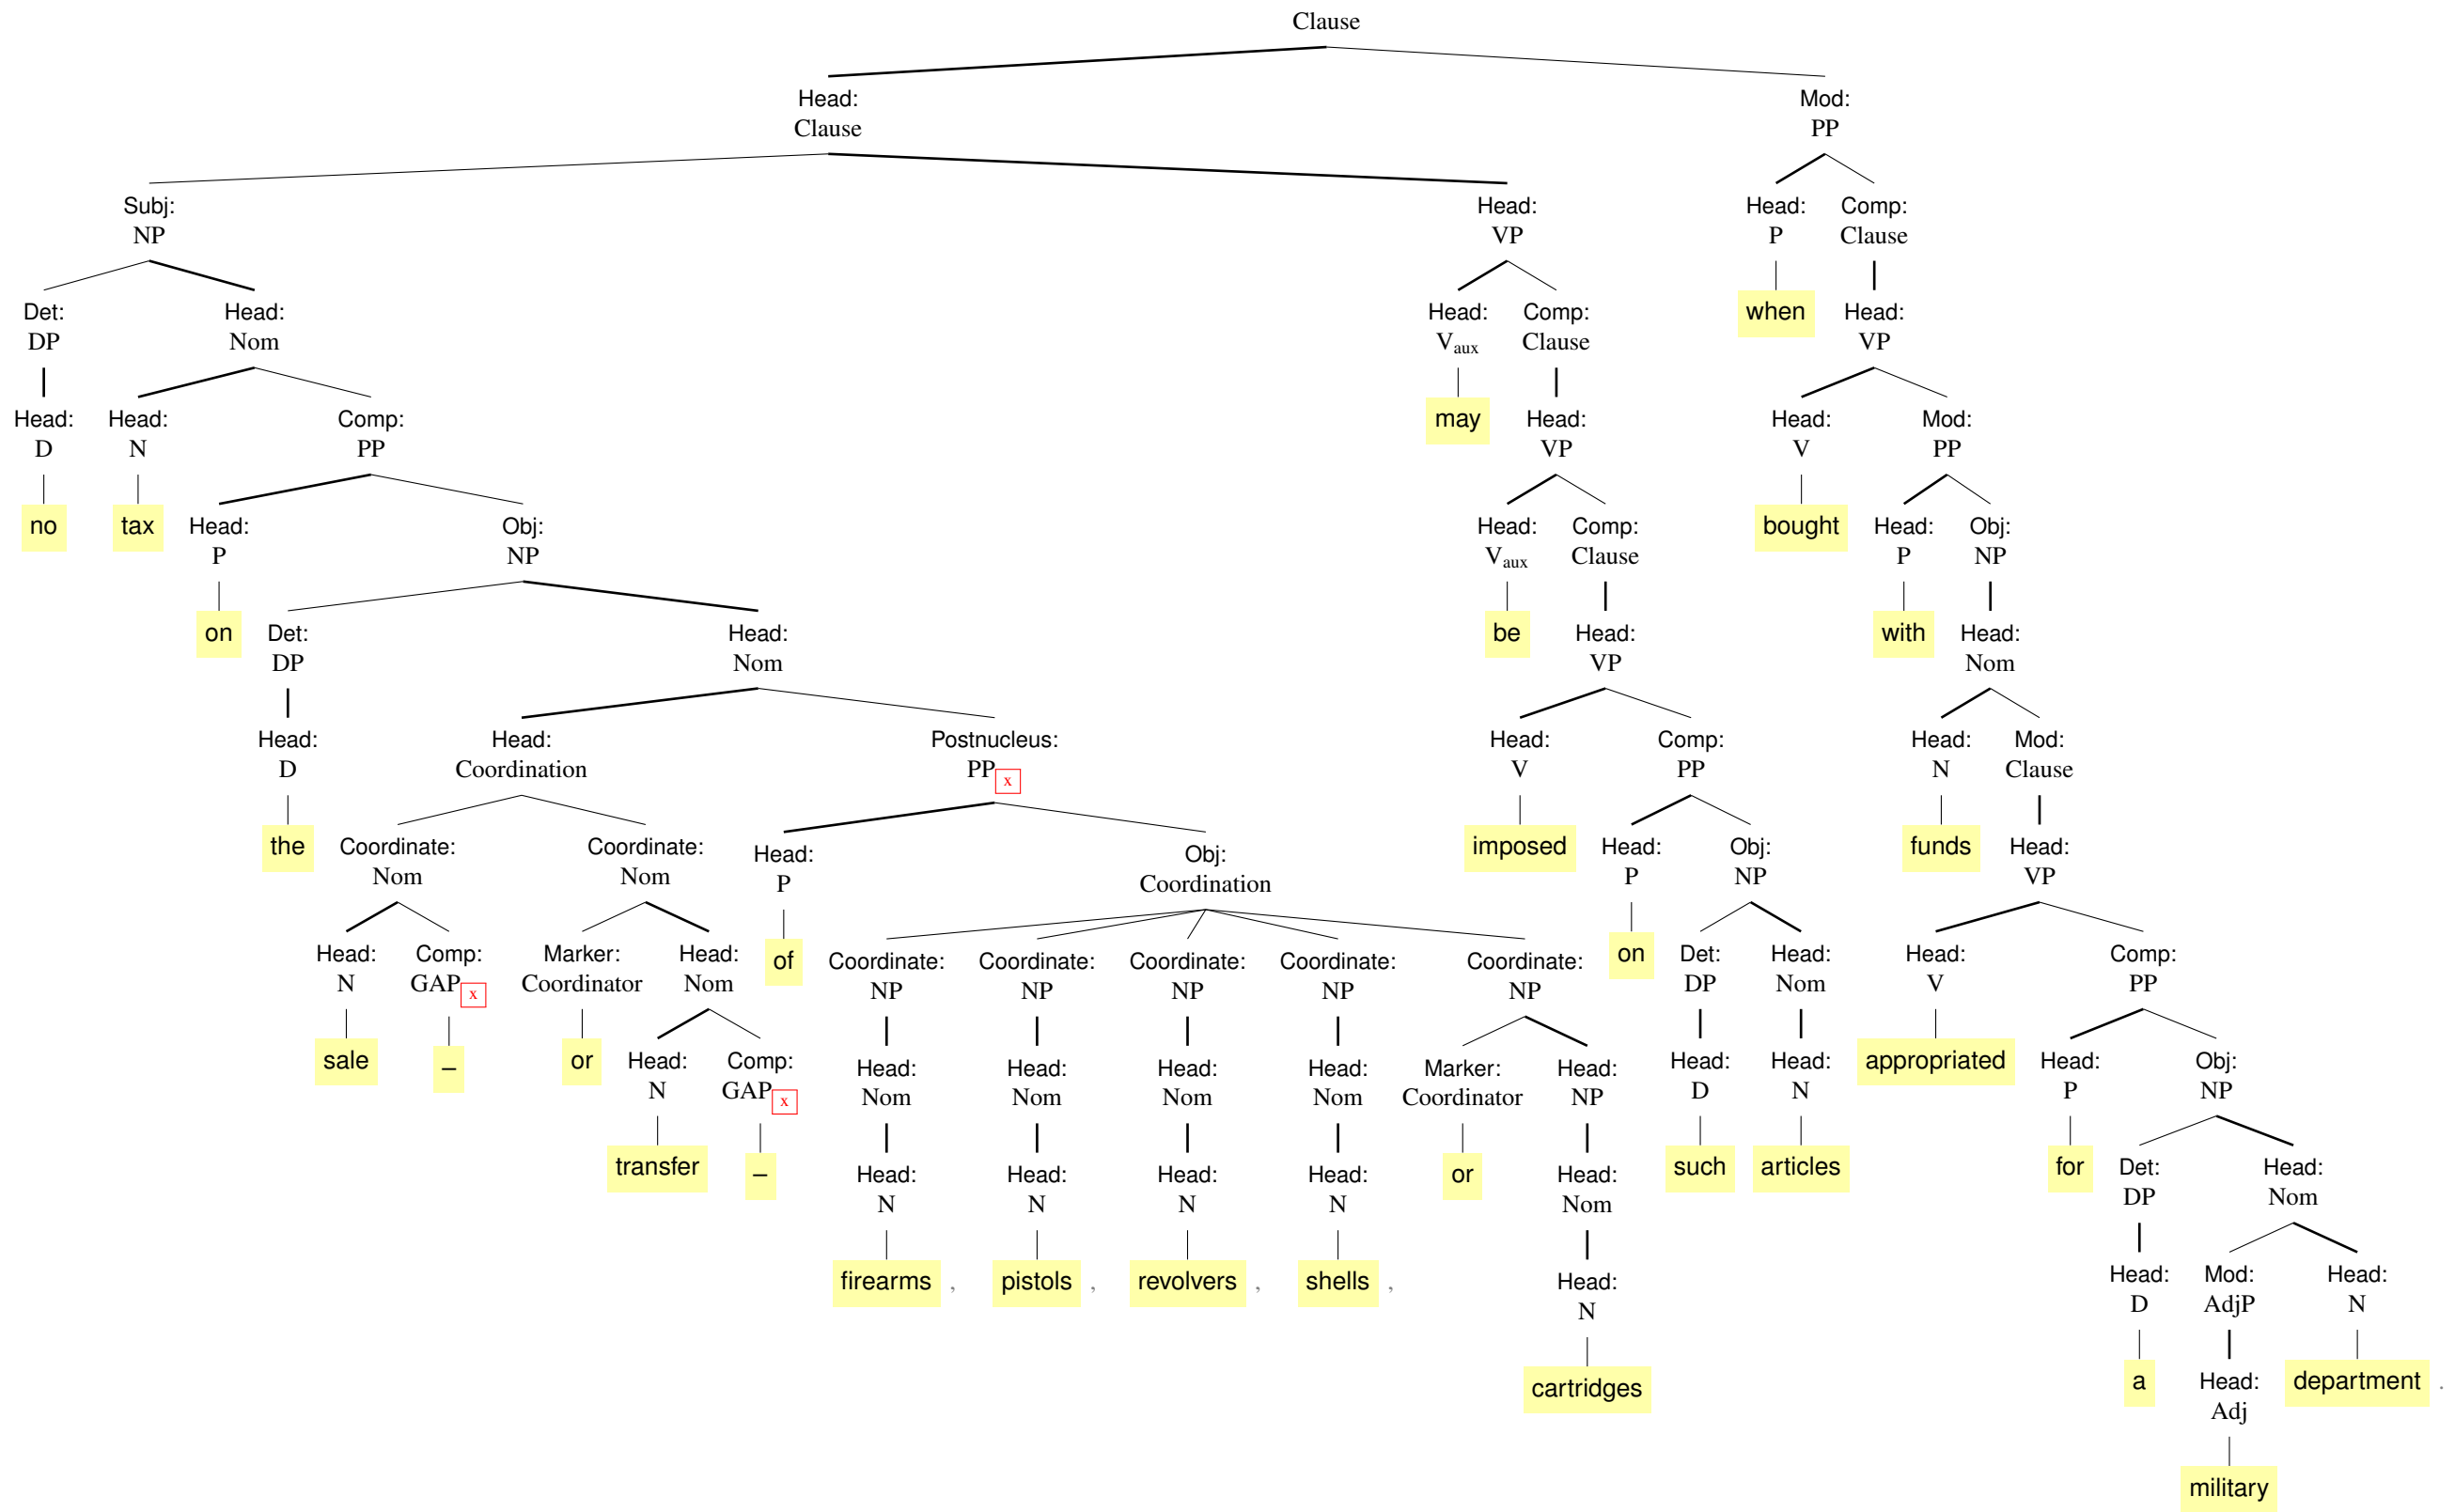 Clause
Head: Mod:
Clause PP
Subj: Head: Head: Comp:
NP VP P Clause
Det: Head: Head: Comp: when Head:
DP Nom Vaux Clause VP
Head: Head: Comp: may Head: Head: Mod:
D N PP VP V PP
no tax Head: Obj: Head: Comp: bought Head: Obj:
P NP Vaux Clause P NP
on Det: Head: be Head: with Head:
DP Nom VP Nom
Head: Head: Postnucleus: Head: Comp: Head: Mod:
D Coordination PP x V PP N Clause
the Coordinate: Coordinate: Head: Obj: imposed Head: Obj: funds Head:
Nom Nom P Coordination P NP VP
Head: Comp: Marker: Head: of Coordinate: Coordinate: Coordinate: Coordinate: Coordinate: on Det: Head: Head: Comp:
N GAP x Coordinator Nom NP NP NP NP NP DP Nom V PP
sale – or Head: Comp: Head: Head: Head: Head: Marker: Head: Head: Head: appropriated Head: Obj:
N GAP x Nom Nom Nom Nom Coordinator NP D N P NP
transfer – Head: Head: Head: Head: or Head: such articles for Det: Head:
N N N N Nom DP Nom
firearms , pistols , revolvers , shells , Head: Head: Mod: Head:
N D AdjP N
cartridges a Head: department .
Adj
military